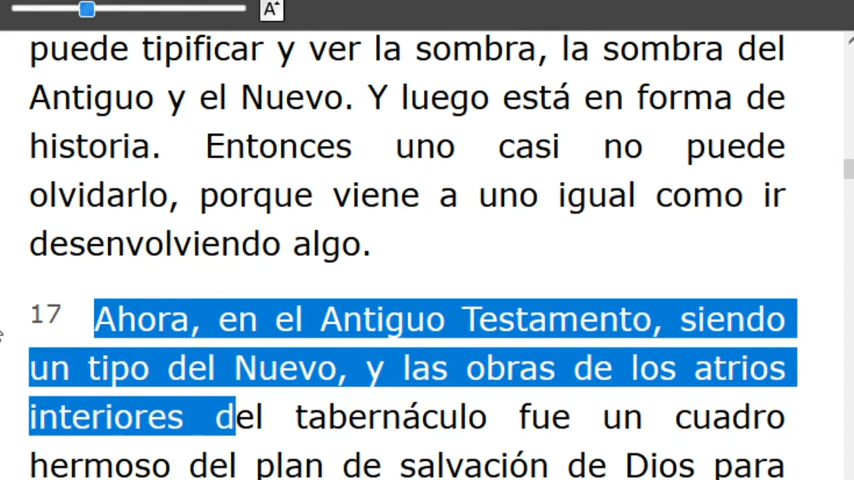 A
puede tipificar y ver la sombra, la sombra del
Antiguo y el Nuevo. Y luego está en forma de
historia. Entonces uno casi no puede
olvidarlo, porque viene a uno igual como ir
desenvolviendo algo.
17 Ahora, en el Antiguo Testamento, siendo
un tipo del Nuevo, y las obras de los atrios
interiores del tabernáculo fue un cuadro
hermoso del plan de salvación de Dios para